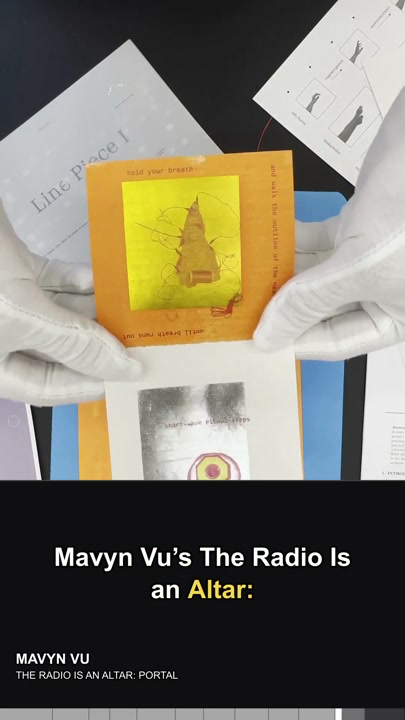 Line Piece I
hold your breath
and walk the outline of the
until breath runs out
short-wave ritual steps
Mavyn Vu’s The Radio Is
an Altar:
MAVYN VU
THE RADIO IS AN ALTAR: PORTAL